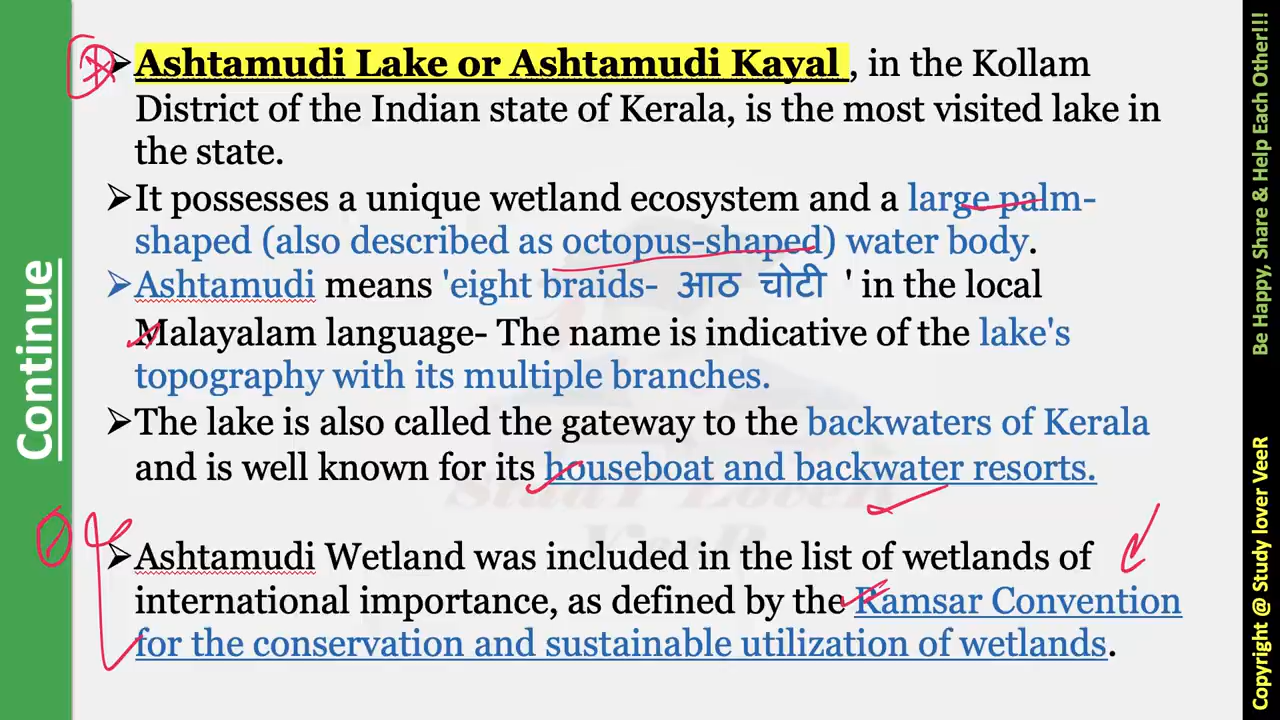 Ashtamudi Lake or Ashtamudi Kayal , in the Kollam
District of the Indian state of Kerala, is the most visited lake in
the state.
It possesses a unique wetland ecosystem and a large palm-
shaped (also described as octopus-shaped) water body.
Ashtamudi means 'eight braids- आठ चोटी ' in the local
Malayalam language- The name is indicative of the lake's
topography with its multiple branches.
The lake is also called the gateway to the backwaters of Kerala
and is well known for its houseboat and backwater resorts.
Ashtamudi Wetland was included in the list of wetlands of
international importance, as defined by the Ramsar Convention
for the conservation and sustainable utilization of wetlands.
Continue
Be Happy, Share & Help Each Other!!!
Copyright @ Study lover VeeR
Study Lover
VeeR